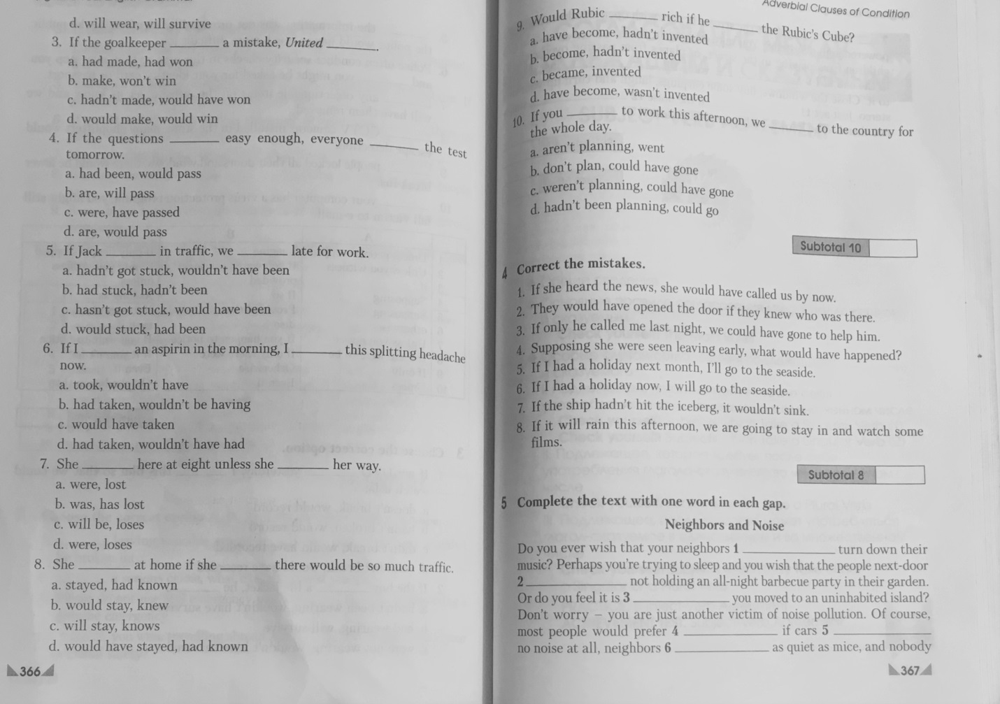 d. will wear, will survive
3. If the goalkeeper _______ a mistake, United _______.
a. had made, had won
b. make, won't win
c. hadn't made, would have won
d. would make, would win
4. If the questions _______ easy enough, everyone _______ the test
tomorrow.
a. had been, would pass
b. are, will pass
c. were, have passed
d. are, would pass
5. If Jack _______ in traffic, we _______ late for work.
a. hadn't got stuck, wouldn't have been
b. had stuck, hadn't been
c. hasn't got stuck, would have been
d. would stuck, had been
6. If I _______ an aspirin in the morning, I _______ this splitting headache
now.
a. took, wouldn't have
b. had taken, wouldn't be having
c. would have taken
d. had taken, wouldn't have had
7. She _______ here at eight unless she _______ her way.
a. were, lost
b. was, has lost
c. will be, loses
d. were, loses
8. She _______ at home if she _______ there would be so much traffic.
a. stayed, had known
b. would stay, knew
c. will stay, knows
d. would have stayed, had known
366
Adverbial Clauses of Condition
9. Would Rubic _______ rich if he _______ the Rubic's Cube?
a. have become, hadn't invented
b. become, hadn't invented
c. became, invented
d. have become, wasn't invented
10. If you _______ to work this afternoon, we _______ to the country for
the whole day.
a. aren't planning, went
b. don't plan, could have gone
c. weren't planning, could have gone
d. hadn't been planning, could go
Subtotal 10
4 Correct the mistakes.
1. If she heard the news, she would have called us by now.
2. They would have opened the door if they knew who was there.
3. If only he called me last night, we could have gone to help him.
4. Supposing she were seen leaving early, what would have happened?
5. If I had a holiday next month, I'll go to the seaside.
6. If I had a holiday now, I will go to the seaside.
7. If the ship hadn't hit the iceberg, it wouldn't sink.
8. If it will rain this afternoon, we are going to stay in and watch some
films.
Subtotal 8
5 Complete the text with one word in each gap.
Neighbors and Noise
Do you ever wish that your neighbors 1 _____________ turn down their
music? Perhaps you're trying to sleep and you wish that the people next-door
2 ______________ not holding an all-night barbecue party in their garden.
Or do you feel it is 3 _____________ you moved to an uninhabited island?
Don't worry – you are just another victim of noise pollution. Of course,
most people would prefer 4 _____________ if cars 5 _____________
no noise at all, neighbors 6 _____________ as quiet as mice, and nobody
367